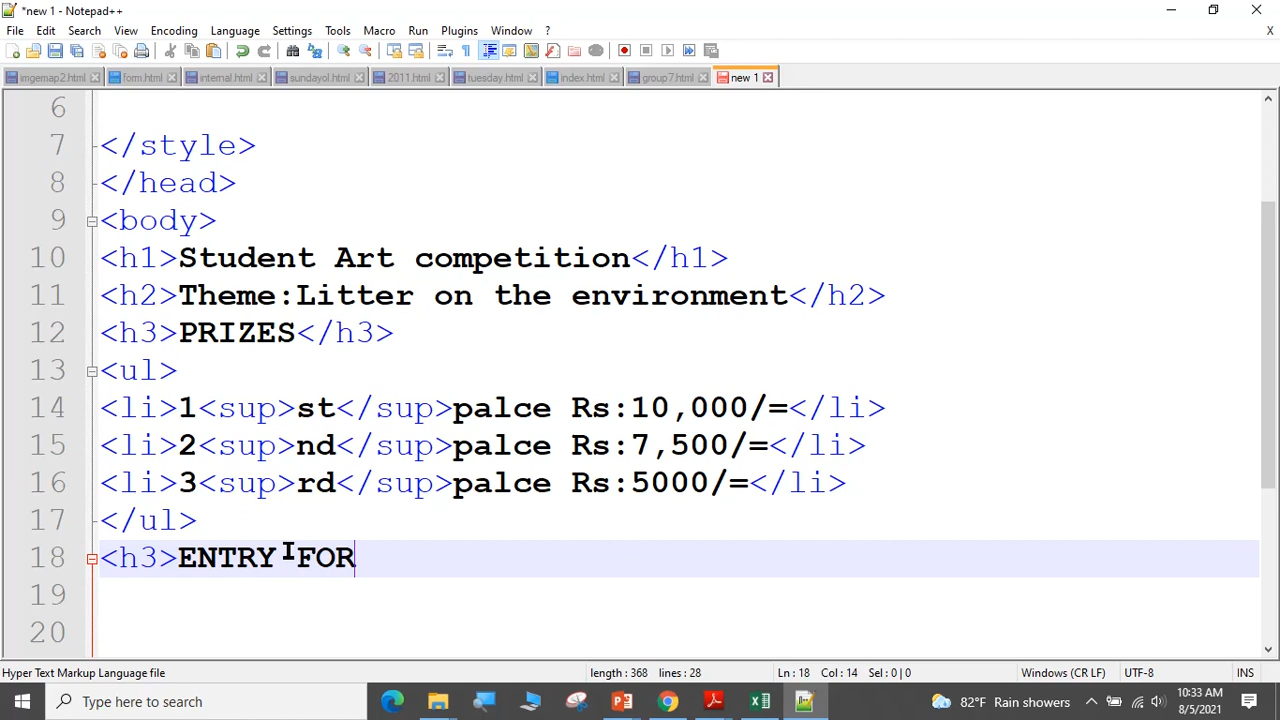 *new 1 - Notepad++
File Edit Search View Encoding Language Settings Tools Macro Run Plugins Window ? X
imgemap2.html form.html internal.html sundayol.html 2011.html tuesday.html index.html group7.html new 1
6
7 </style>
8 </head>
9 <body>
10 <h1>Student Art competition</h1>
11 <h2>Theme:Litter on the environment</h2>
12 <h3>PRIZES</h3>
13 <ul>
14 <li>1<sup>st</sup>palce Rs:10,000/=</li>
15 <li>2<sup>nd</sup>palce Rs:7,500/=</li>
16 <li>3<sup>rd</sup>palce Rs:5000/=</li>
17 </ul>
18 <h3>ENTRY FOR
19
20
Hyper Text Markup Language file length : 368 lines : 28 Ln : 18 Col : 14 Sel : 0 | 0 Windows (CR LF) UTF-8 INS
Type here to search 82°F Rain showers 10:33 AM
8/5/2021